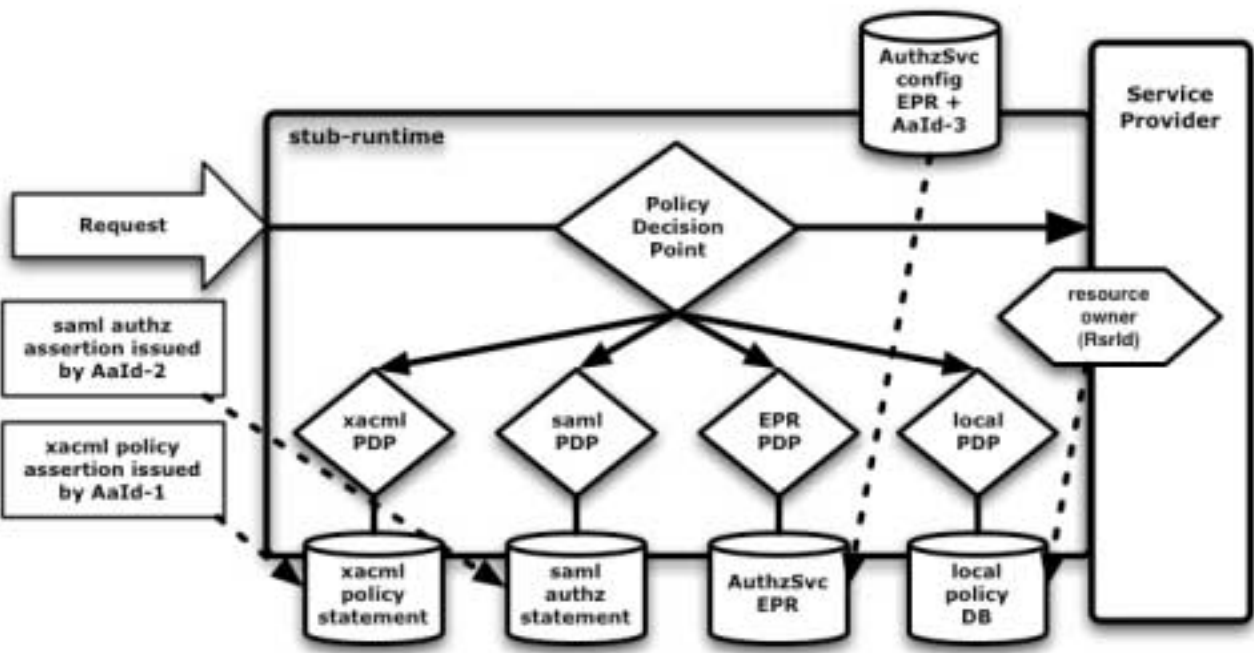 AuthzSvc
config
EPR +
AaId-3
Service
Provider
stub-runtime
Request
Policy
Decision
Point
resource
owner
(RsrId)
saml authz
assertion issued
by AaId-2
xacml policy
assertion issued
by AaId-1
xacml
PDP
saml
PDP
EPR
PDP
local
PDP
xacml
policy
statement
saml
authz
statement
AuthzSvc
EPR
local
policy
DB